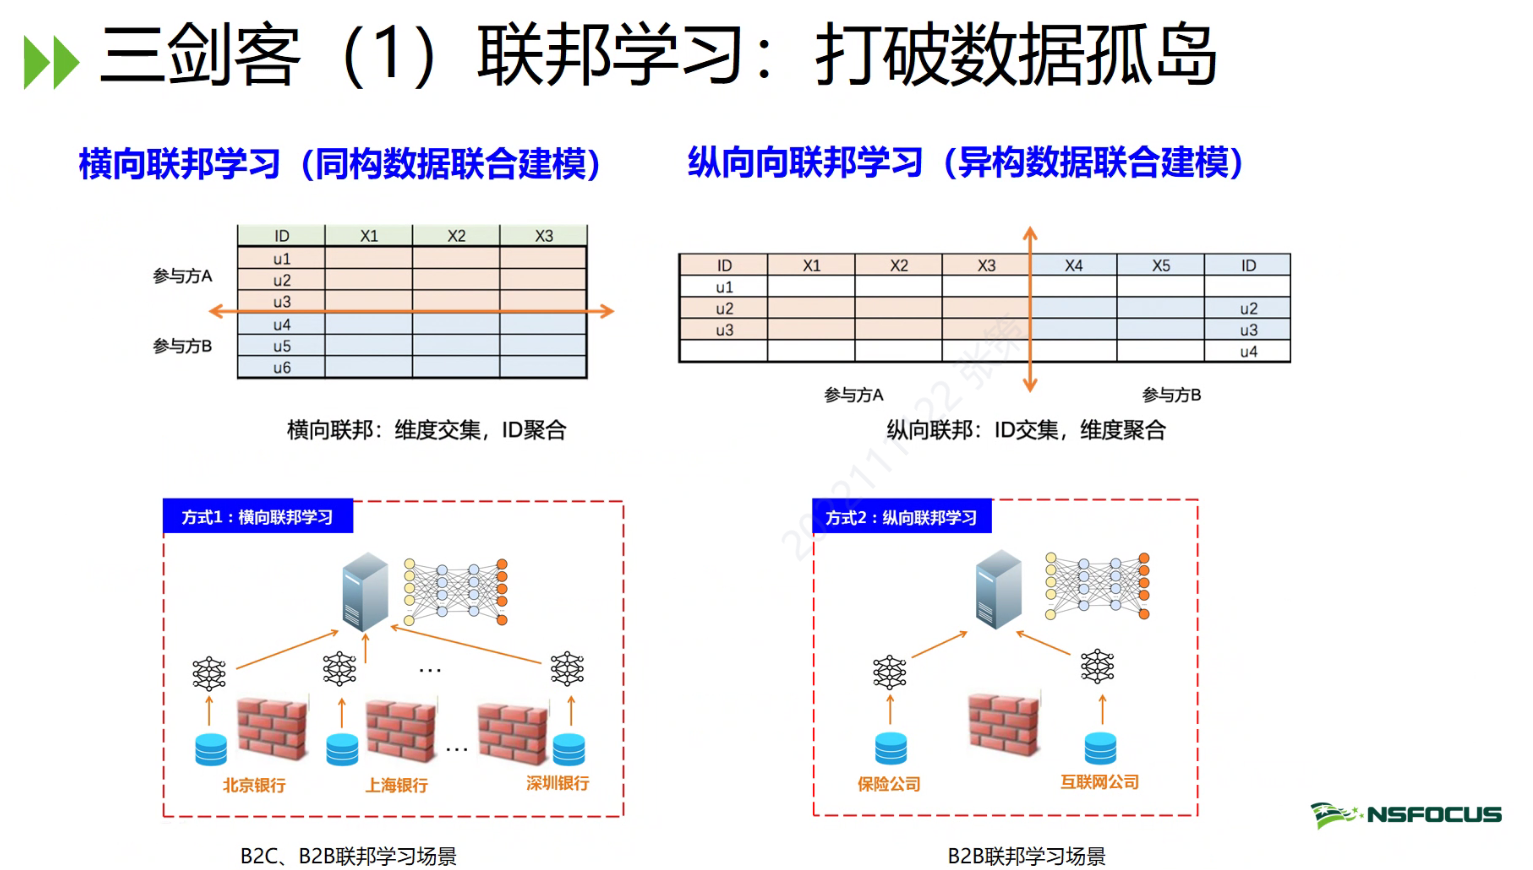 三剑客（1）联邦学习：打破数据孤岛
横向联邦学习（同构数据联合建模）
ID X1 X2 X3
u1
u2
u3
u4
u5
u6
参与方A
参与方B
横向联邦：维度交集，ID聚合
纵向向联邦学习（异构数据联合建模）
ID X1 X2 X3 X4 X5 ID
u1
u2 u2
u3 u3
u4
参与方A 参与方B
纵向联邦：ID交集，维度聚合
方式1：横向联邦学习
...
...
北京银行 上海银行 深圳银行
B2C、B2B联邦学习场景
方式2：纵向联邦学习
保险公司 互联网公司
B2B联邦学习场景
NSFOCUS